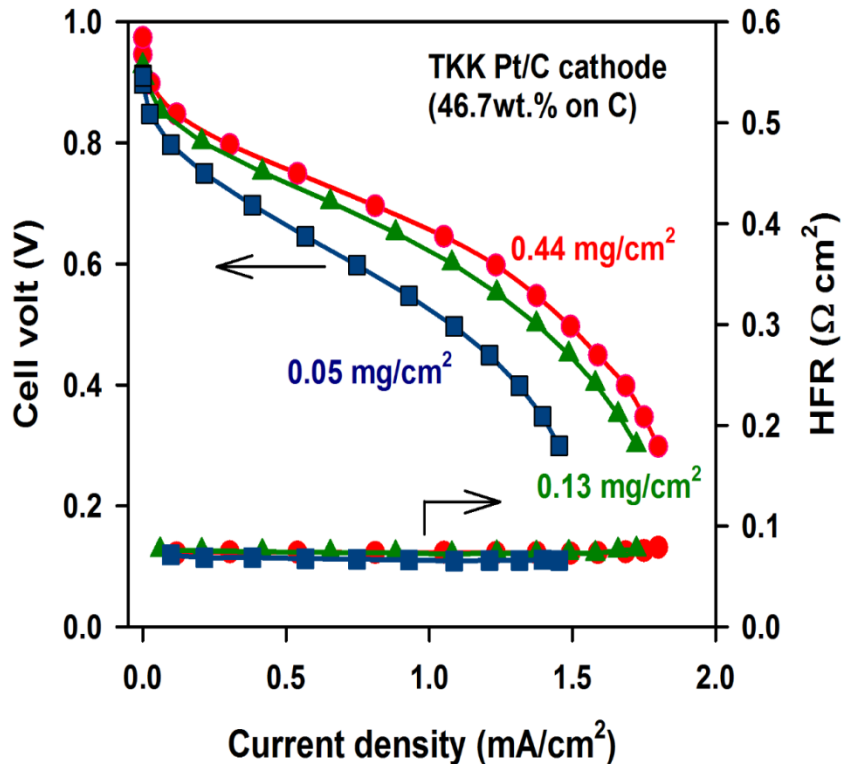 TKK Pt/C cathode
(46.7wt.% on C)
0.44 mg/cm²
0.05 mg/cm²
0.13 mg/cm²
Cell volt (V)
1.0
0.8
0.6
0.4
0.2
0.0
HFR (Ω cm²)
0.6
0.5
0.4
0.3
0.2
0.1
0.0
0.0 0.5 1.0 1.5 2.0
Current density (mA/cm²)